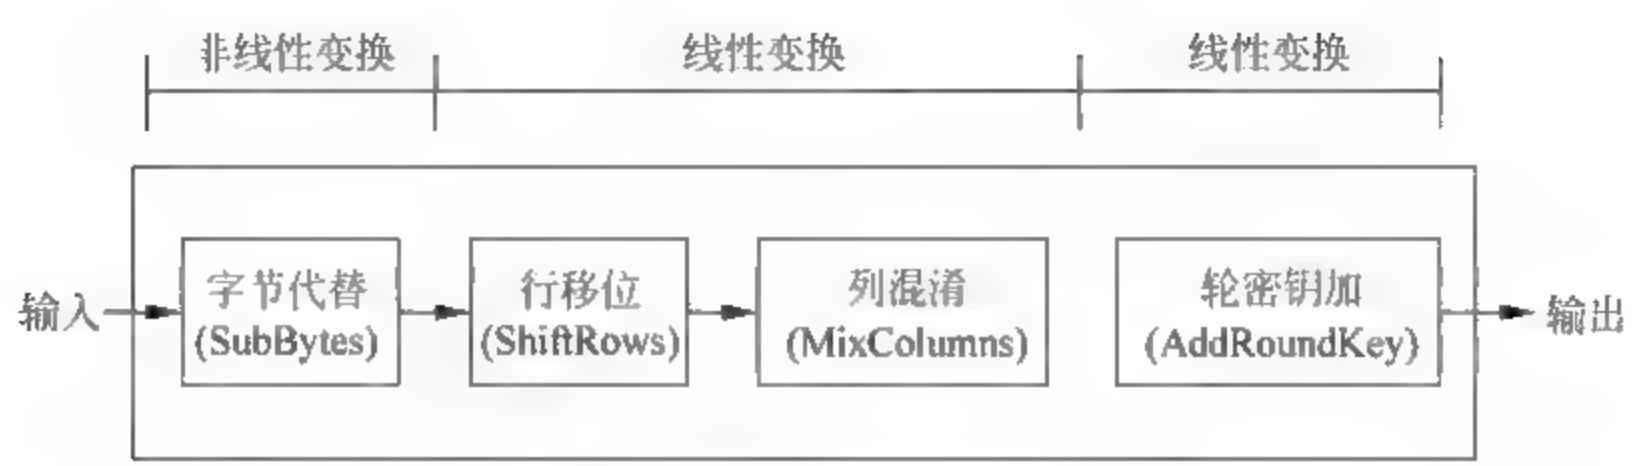 非线性变换
线性变换
线性变换
输入
字节代替
(SubBytes)
行移位
(ShiftRows)
列混淆
(MixColumns)
轮密钥加
(AddRoundKey)
输出